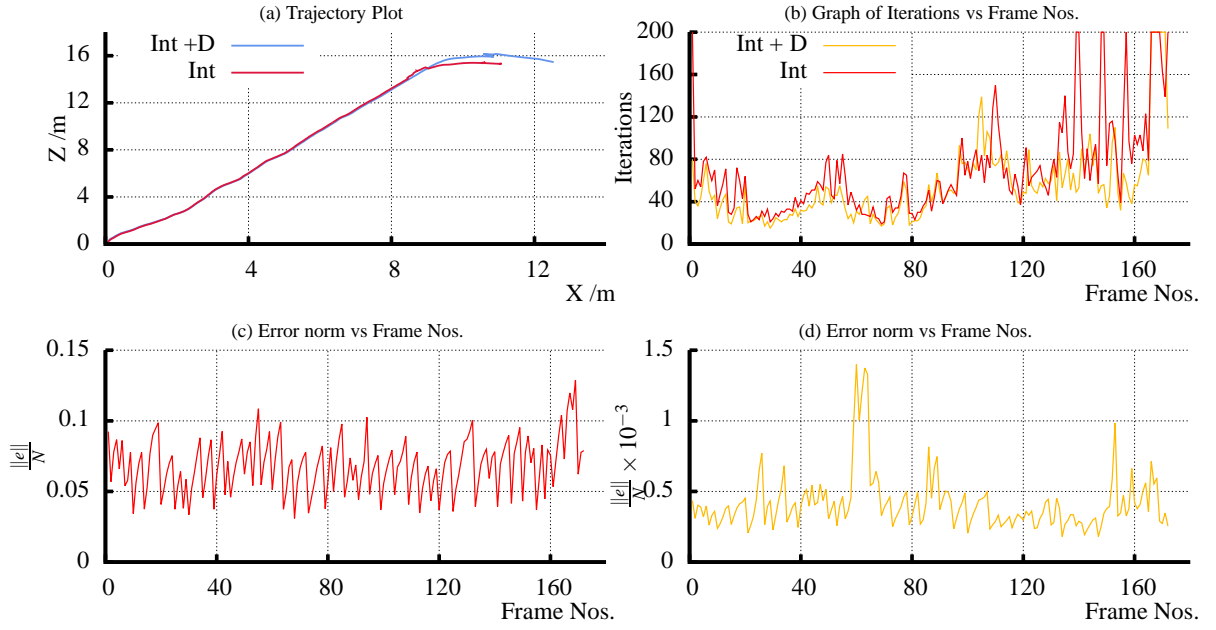 (a) Trajectory Plot
Int +D
Int
Z /m
16
12
8
4
0
0 4 8 12
X /m
(b) Graph of Iterations vs Frame Nos.
Int + D
Int
Iterations
200
160
120
80
40
0
0 40 80 120 160
Frame Nos.
(c) Error norm vs Frame Nos.
||e||
N
0.15
0.1
0.05
0
0 40 80 120 160
Frame Nos.
(d) Error norm vs Frame Nos.
||e||
N × 10⁻³
1.5
1
0.5
0
0 40 80 120 160
Frame Nos.